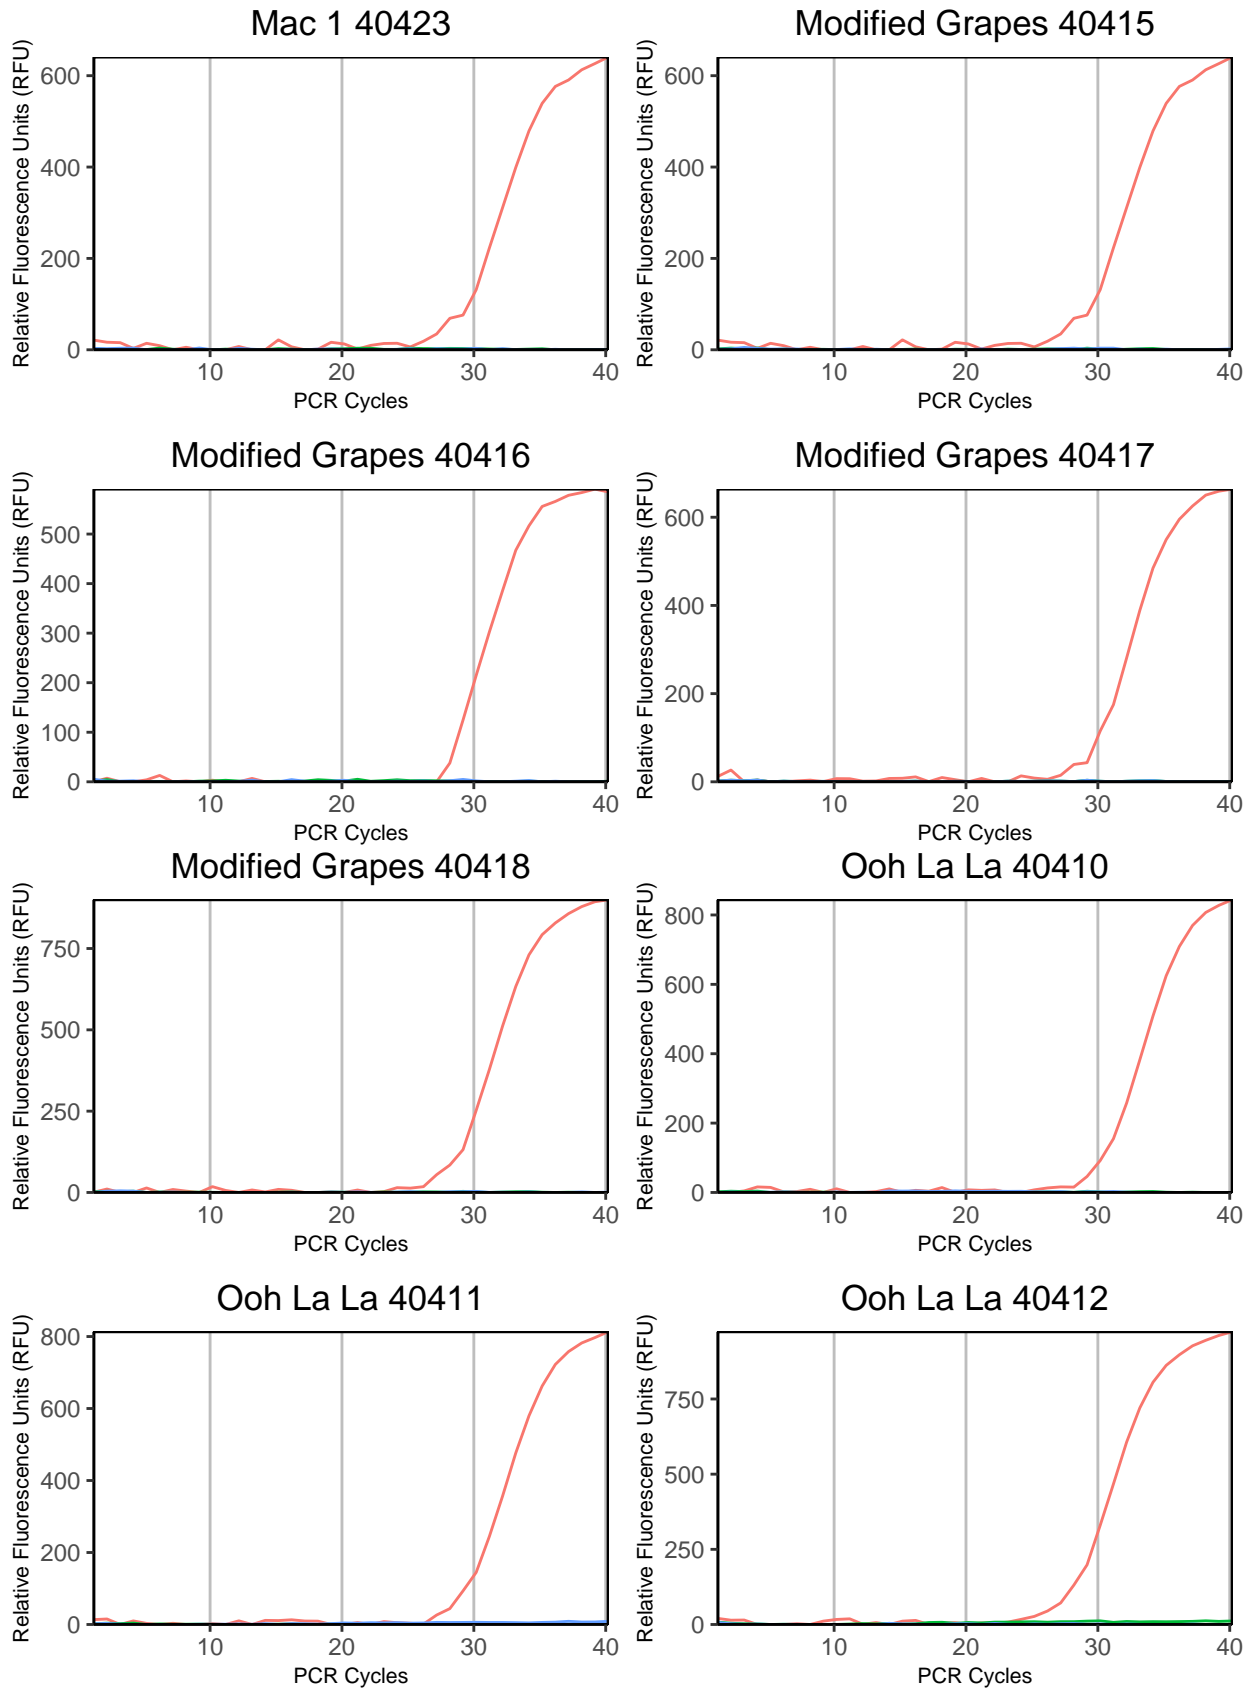 Mac 1 40423
Relative Fluorescence Units (RFU)
600
400
200
0
10 20 30 40
PCR Cycles
Modified Grapes 40415
Relative Fluorescence Units (RFU)
600
400
200
0
10 20 30 40
PCR Cycles
Modified Grapes 40416
Relative Fluorescence Units (RFU)
500
400
300
200
100
0
10 20 30 40
PCR Cycles
Modified Grapes 40417
Relative Fluorescence Units (RFU)
600
400
200
0
10 20 30 40
PCR Cycles
Modified Grapes 40418
Relative Fluorescence Units (RFU)
750
500
250
0
10 20 30 40
PCR Cycles
Ooh La La 40410
Relative Fluorescence Units (RFU)
800
600
400
200
0
10 20 30 40
PCR Cycles
Ooh La La 40411
Relative Fluorescence Units (RFU)
800
600
400
200
0
10 20 30 40
PCR Cycles
Ooh La La 40412
Relative Fluorescence Units (RFU)
750
500
250
0
10 20 30 40
PCR Cycles